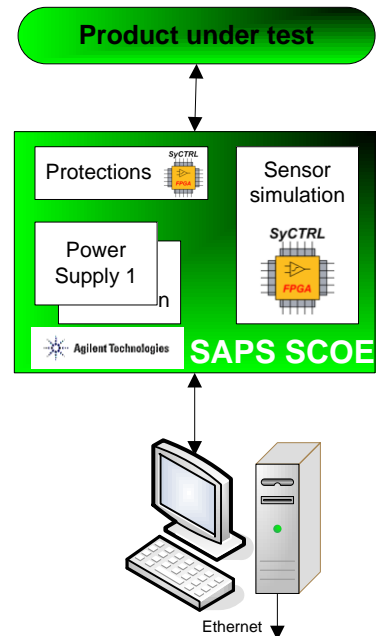 Product under test
Protections
SyCTRL
FPGA
Sensor
simulation
SyCTRL
FPGA
Power
Supply 1
n
Agilent Technologies
SAPS SCOE
Ethernet